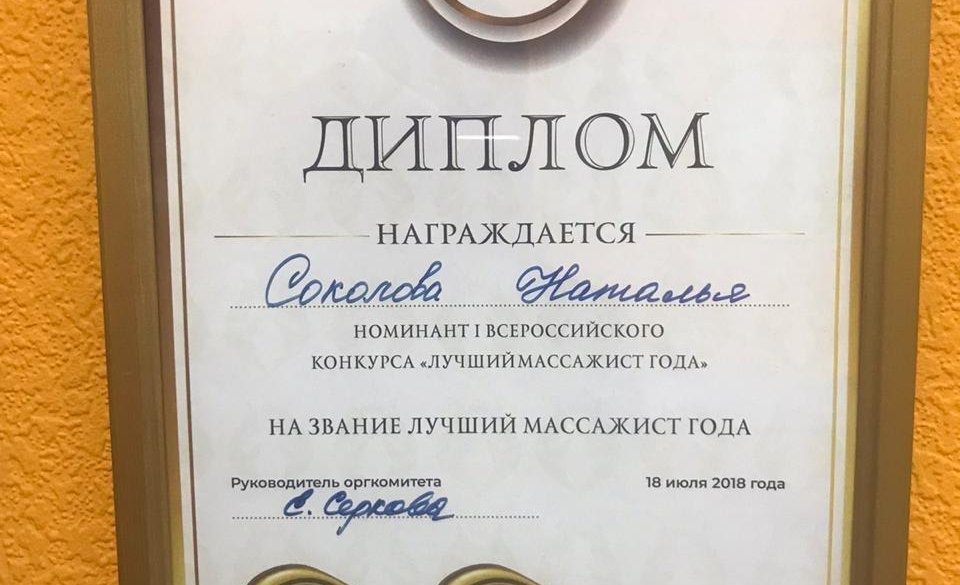 ДИПЛОМ
НАГРАЖДАЕТСЯ
Соколова Наталья
НОМИНАНТ I ВСЕРОССИЙСКОГО
КОНКУРСА «ЛУЧШИЙ МАССАЖИСТ ГОДА»
НА ЗВАНИЕ ЛУЧШИЙ МАССАЖИСТ ГОДА
Руководитель оргкомитета 18 июля 2018 года
С. Серкова